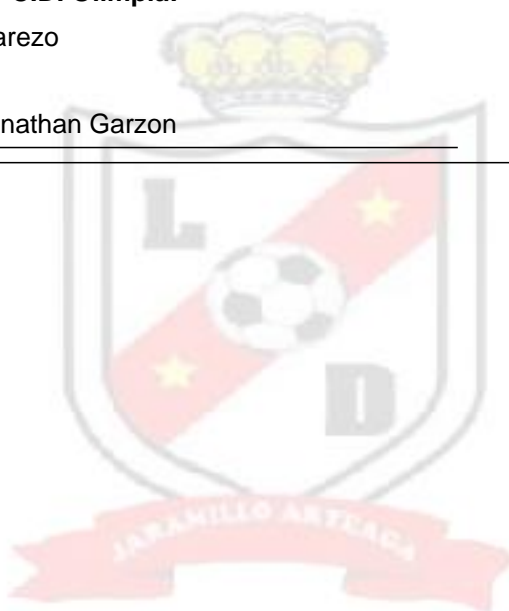 C.D. Olimpia.
arezo
nathan Garzon
L
D
JARAMILLO ARTEAGA